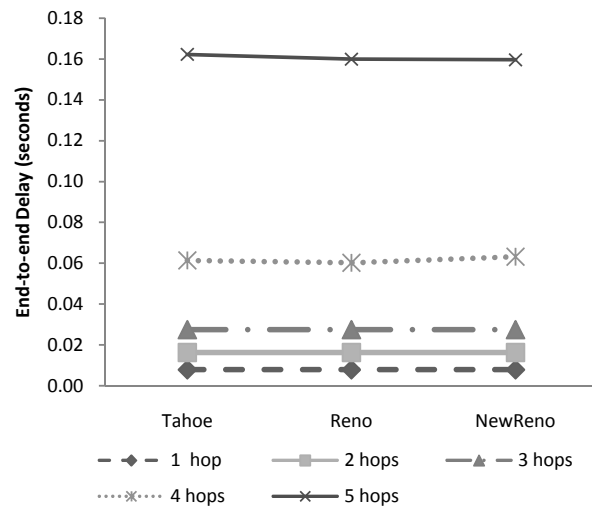 0.18
0.16
0.14
0.12
0.10
0.08
0.06
0.04
0.02
0.00
End-to-end Delay (seconds)
Tahoe Reno NewReno
1 hop 2 hops 3 hops
4 hops 5 hops